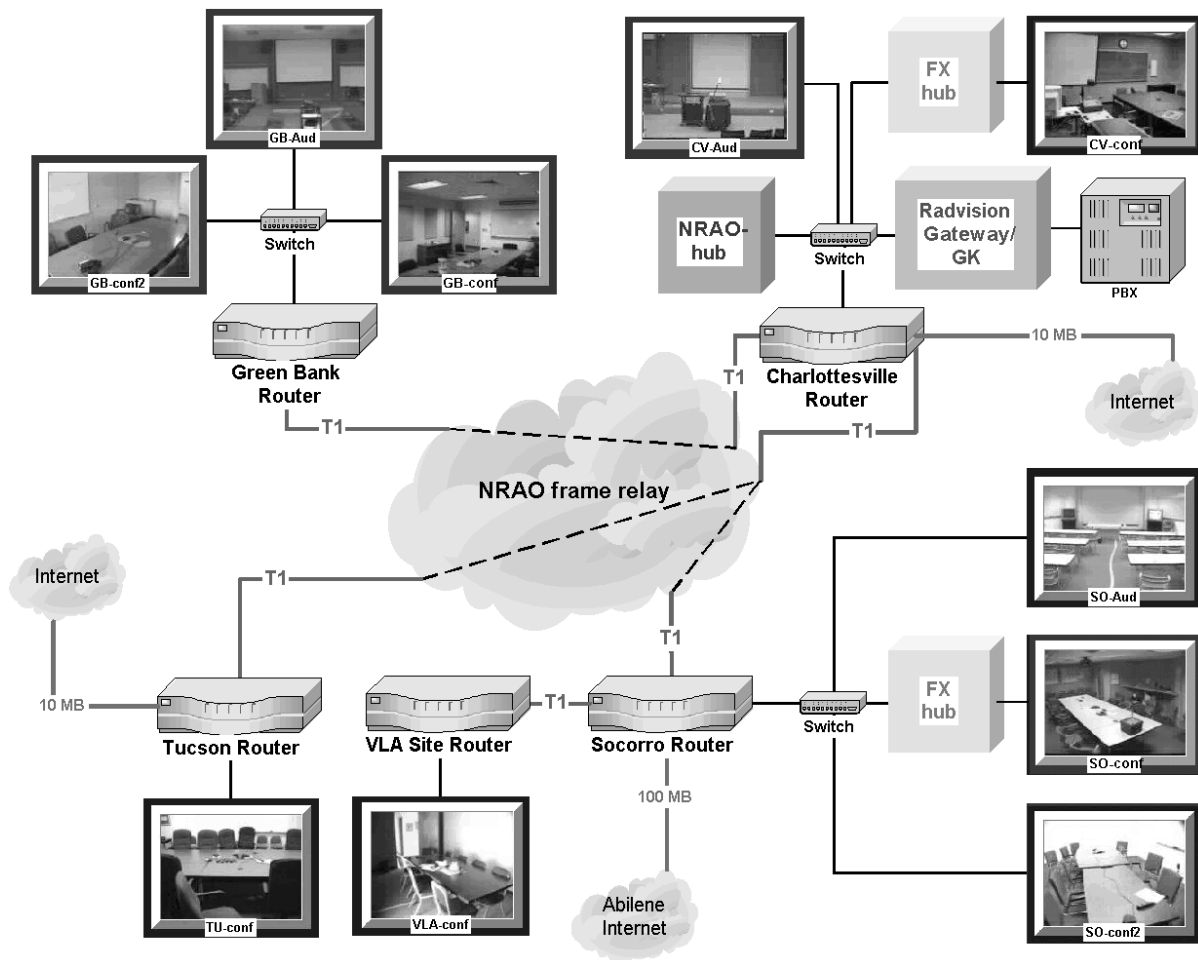 GB-Aud
GB-conf2
Switch
GB-conf
Green Bank
Router
T1
CV-Aud
FX
hub
CV-conf
NRAO-
hub
Switch
Radvision
Gateway/
GK
PBX
T1
Charlottesville
Router
10 MB
Internet
T1
NRAO frame relay
Internet
T1
10 MB
Tucson Router
TU-conf
VLA Site Router
VLA-conf
T1
T1
Socorro Router
100 MB
Abilene
Internet
Switch
SO-Aud
FX
hub
SO-conf
SO-conf2